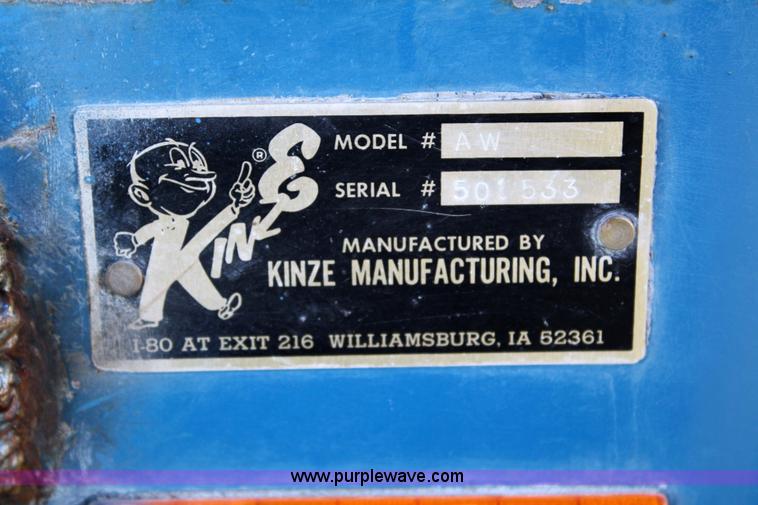 MODEL # AW
SERIAL # 501533
KINZE ®
MANUFACTURED BY
KINZE MANUFACTURING, INC.
I-80 AT EXIT 216 WILLIAMSBURG, IA 52361
www.purplewave.com